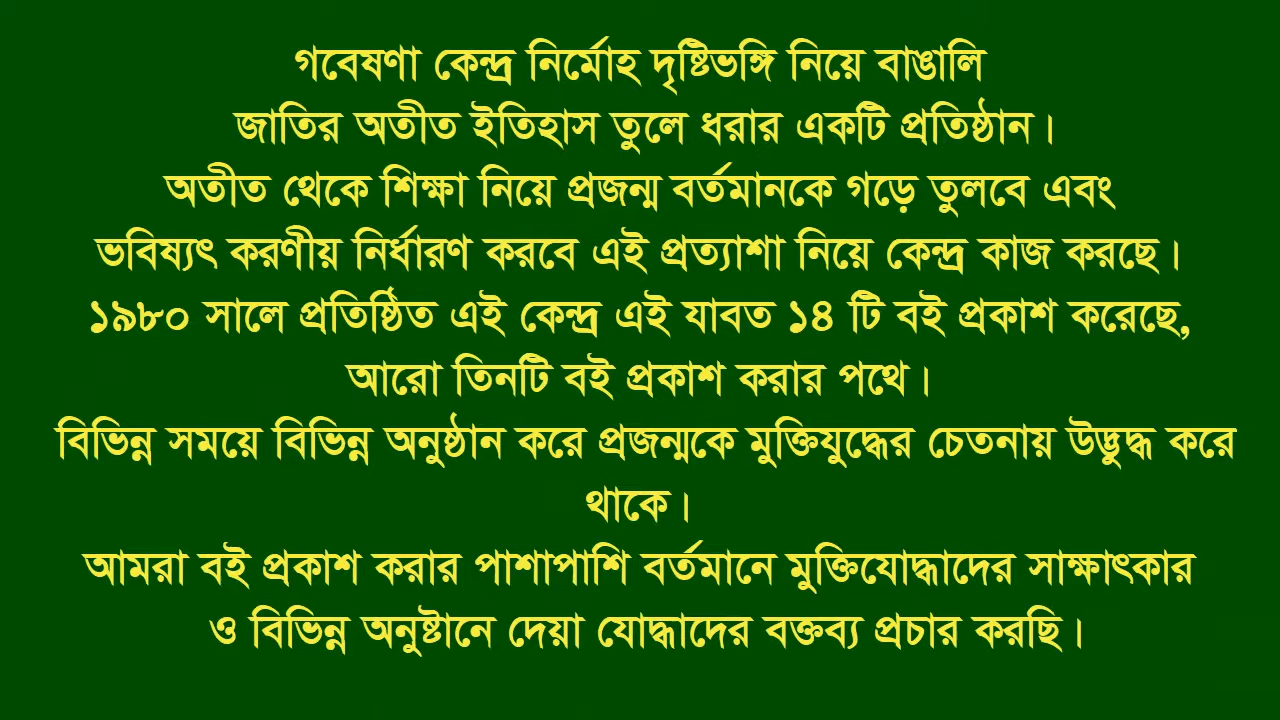 গবেষণা কেন্দ্র নির্মোহ দৃষ্টিভঙ্গি নিয়ে বাঙালি
জাতির অতীত ইতিহাস তুলে ধরার একটি প্রতিষ্ঠান।
অতীত থেকে শিক্ষা নিয়ে প্রজন্ম বর্তমানকে গড়ে তুলবে এবং
ভবিষ্যৎ করণীয় নির্ধারণ করবে এই প্রত্যাশা নিয়ে কেন্দ্র কাজ করছে।
১৯৮০ সালে প্রতিষ্ঠিত এই কেন্দ্র এই যাবত ১৪ টি বই প্রকাশ করেছে,
আরো তিনটি বই প্রকাশ করার পথে।
বিভিন্ন সময়ে বিভিন্ন অনুষ্ঠান করে প্রজন্মকে মুক্তিযুদ্ধের চেতনায় উদ্ভুদ্ধ করে
থাকে।
আমরা বই প্রকাশ করার পাশাপাশি বর্তমানে মুক্তিযোদ্ধাদের সাক্ষাৎকার
ও বিভিন্ন অনুষ্টানে দেয়া যোদ্ধাদের বক্তব্য প্রচার করছি।